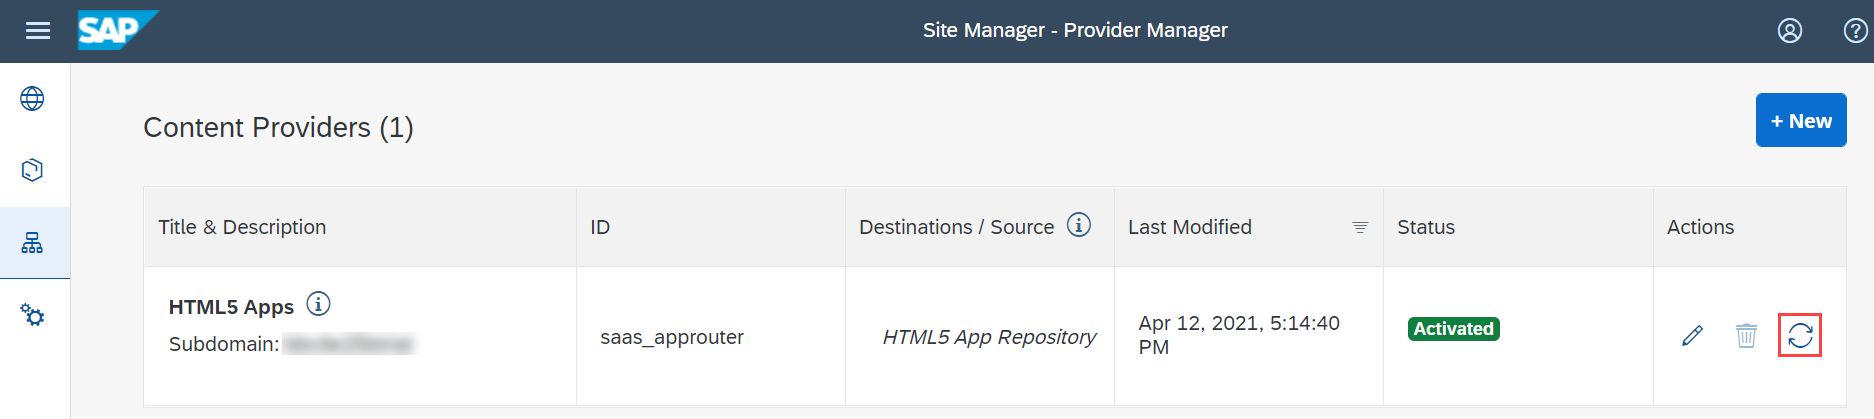 SAP
Site Manager - Provider Manager
Content Providers (1)
+ New
Title & Description
ID
Destinations / Source
Last Modified
Status
Actions
HTML5 Apps
Subdomain:
saas_approuter
HTML5 App Repository
Apr 12, 2021, 5:14:40
PM
Activated